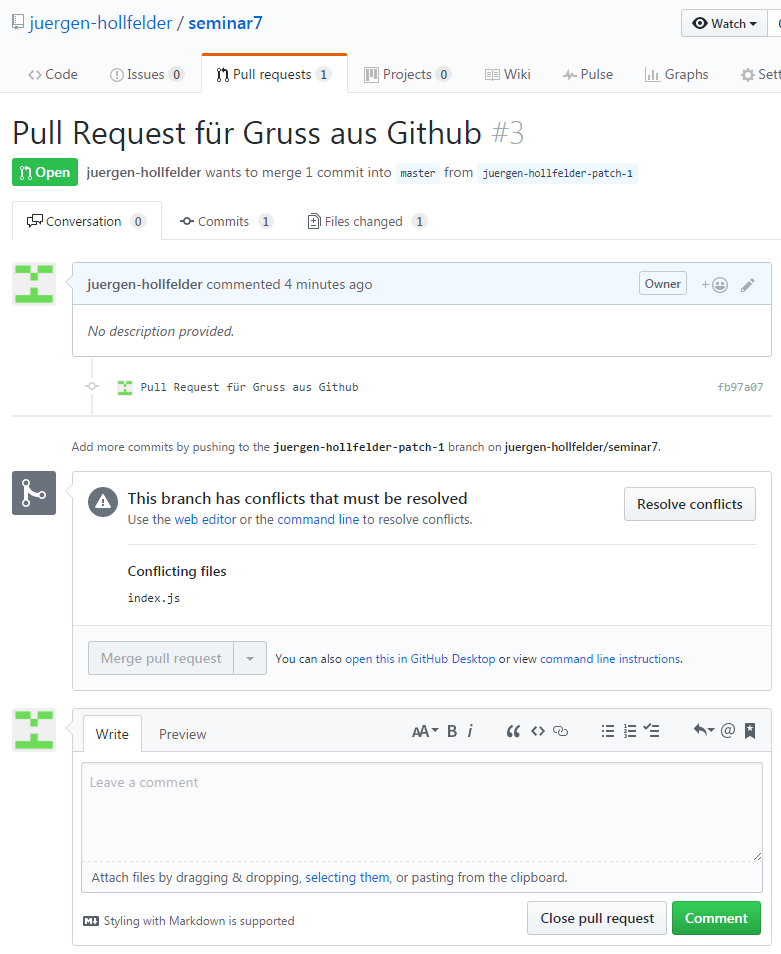 juergen-hollfelder / seminar7
Watch
Code Issues 0 Pull requests 1 Projects 0 Wiki Pulse Graphs Sett
Pull Request für Gruss aus Github #3
Open juergen-hollfelder wants to merge 1 commit into master from juergen-hollfelder-patch-1
Conversation 0 Commits 1 Files changed 1
juergen-hollfelder commented 4 minutes ago Owner +
No description provided.
Pull Request für Gruss aus Github fb97a07
Add more commits by pushing to the juergen-hollfelder-patch-1 branch on juergen-hollfelder/seminar7.
This branch has conflicts that must be resolved
Resolve conflicts
Use the web editor or the command line to resolve conflicts.
Conflicting files
index.js
Merge pull request You can also open this in GitHub Desktop or view command line instructions.
Write Preview AA B i
Leave a comment
Attach files by dragging & dropping, selecting them, or pasting from the clipboard.
Styling with Markdown is supported Close pull request Comment